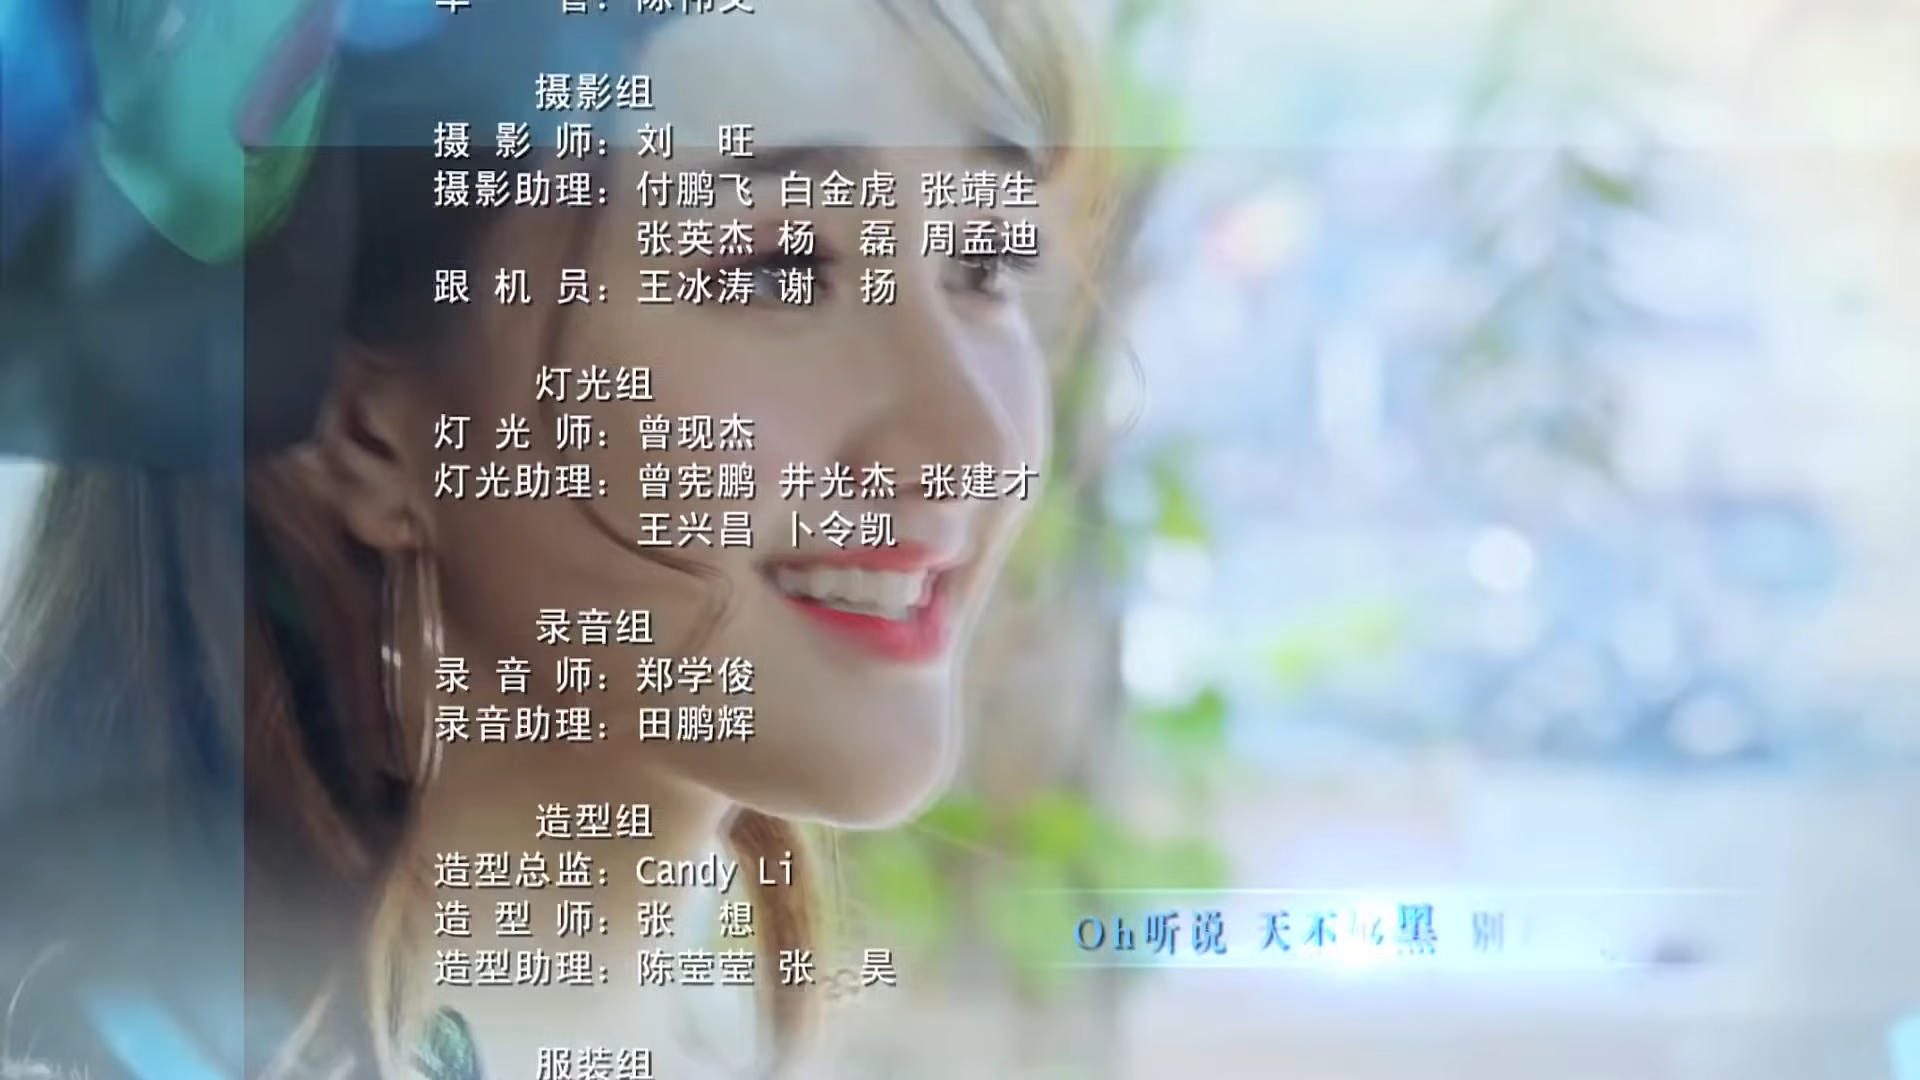 摄影组
摄 影 师：刘 旺
摄影助理：付鹏飞 白金虎 张靖生
张英杰 杨 磊 周孟迪
跟 机 员：王冰涛 谢 扬
灯光组
灯 光 师：曾现杰
灯光助理：曾宪鹏 井光杰 张建才
王兴昌 卜令凯
录音组
录 音 师：郑学俊
录音助理：田鹏辉
造型组
造型总监：Candy Li
造 型 师：张 想
造型助理：陈莹莹 张 昊
Oh听说 天不 黑 别
服装组